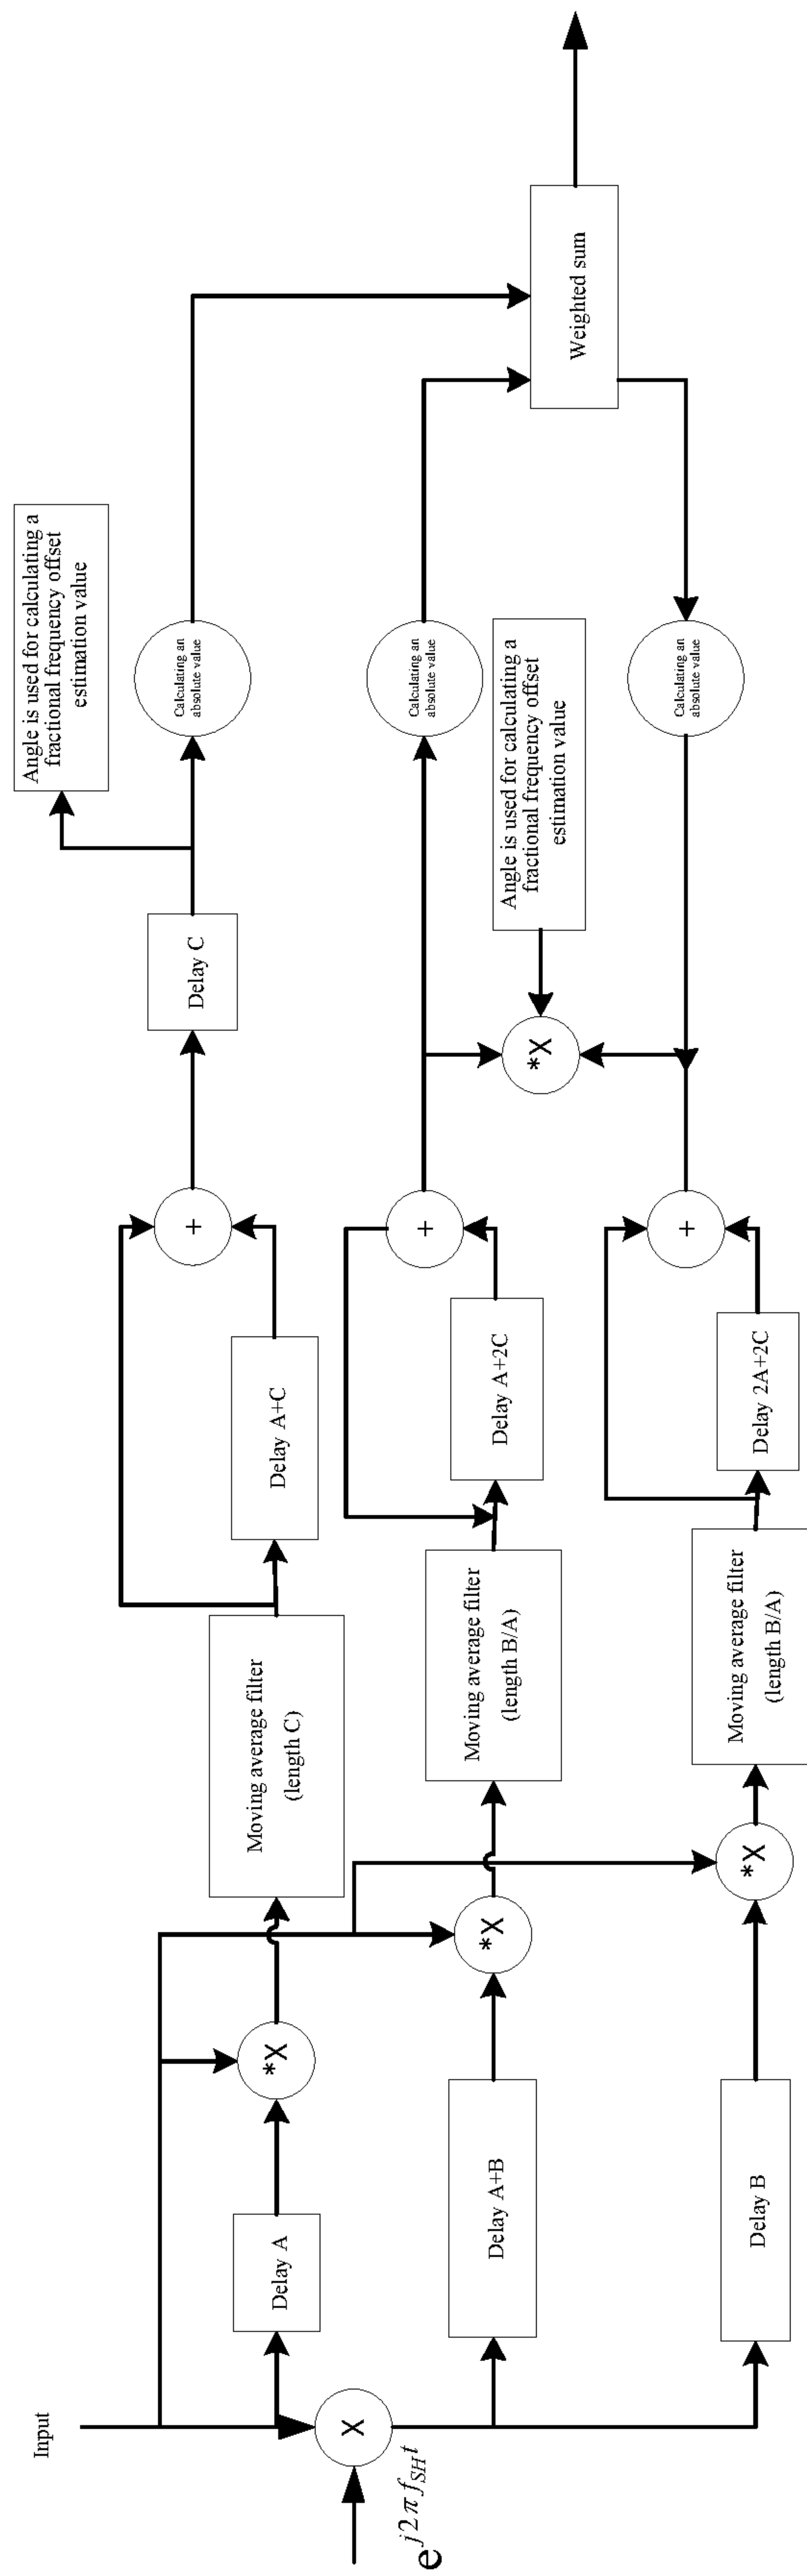 Input
e^{j2πf_{SH}t}
X
Delay A
*X
Moving average filter
(length C)
Delay A+C
+
Delay C
Angle is used for calculating a
fractional frequency offset
estimation value
Calculating an
absolute value
Delay A+B
*X
Moving average filter
(length B/A)
Delay A+2C
+
*X
Angle is used for calculating a
fractional frequency offset
estimation value
Calculating an
absolute value
Weighted sum
Delay B
*X
Moving average filter
(length B/A)
Delay 2A+2C
+
Calculating an
absolute value